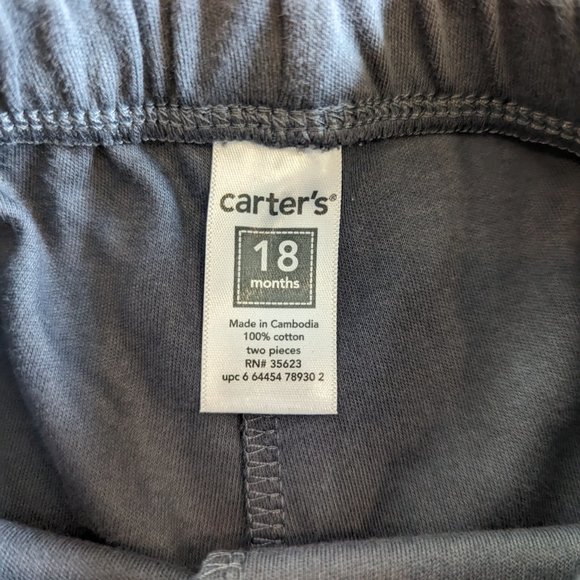 carter's®
18
months
Made in Cambodia
100% cotton
two pieces
RN# 35623
upc 6 64454 78930 2